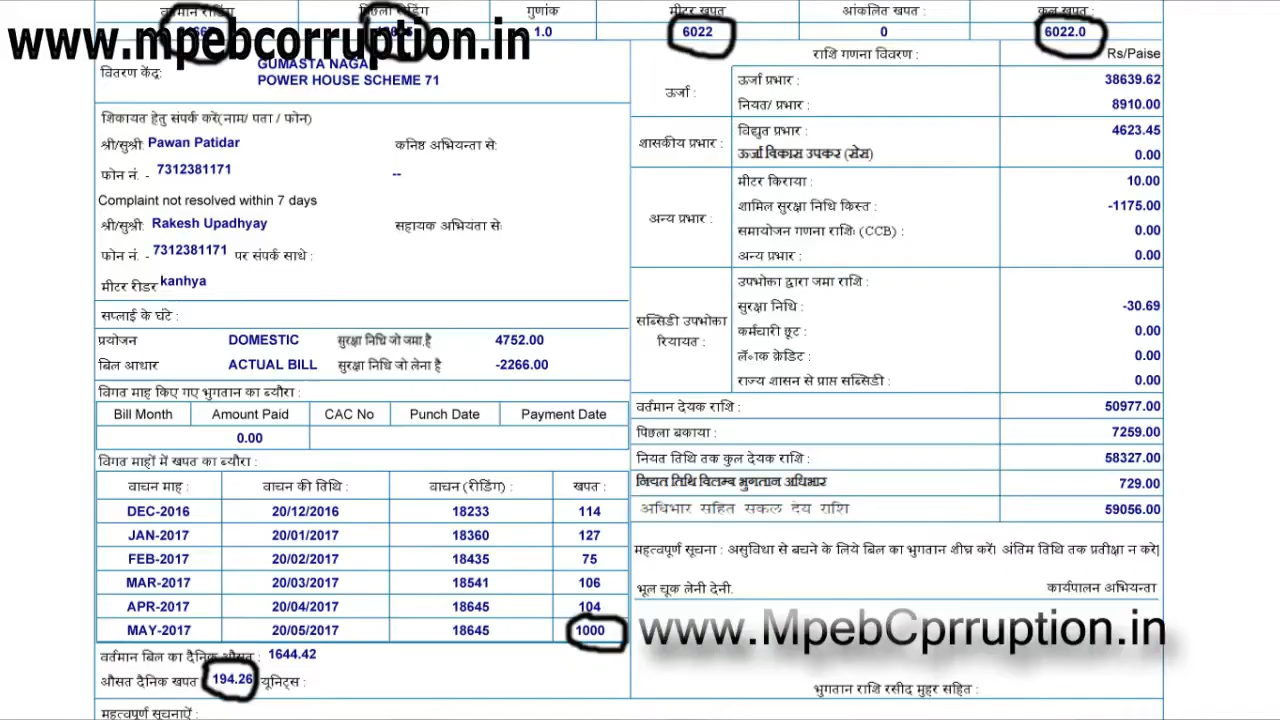 वर्तमान रीडिंग पिछली रीडिंग गुणांक मीटर खपत आंकलित खपत : कुल खपत :
1.0 6022 0 6022.0
www.mpebcorruption.in
वितरण केंद्र: GUMASTA NAGA
POWER HOUSE SCHEME 71
शिकायत हेतु संपर्क करें(नाम/ पता / फोन)
श्री/सुश्री: Pawan Patidar कनिष्ठ अभियन्ता से:
फोन नं. - 7312381171 --
Complaint not resolved within 7 days
श्री/सुश्री: Rakesh Upadhyay सहायक अभियंता से:
फोन नं. - 7312381171 पर संपर्क साधे :
मीटर रीडर kanhya
सप्लाई के घंटे :
प्रयोजन DOMESTIC सुरक्षा निधि जो जमा.है 4752.00
बिल आधार ACTUAL BILL सुरक्षा निधि जो लेना है -2266.00
विगत माह किए गए भुगतान का ब्यौरा :
Bill Month Amount Paid CAC No Punch Date Payment Date
0.00
विगत माहों में खपत का ब्यौरा :
वाचन माह : वाचन की तिथि : वाचन (रीडिंग) : खपत :
DEC-2016 20/12/2016 18233 114
JAN-2017 20/01/2017 18360 127
FEB-2017 20/02/2017 18435 75
MAR-2017 20/03/2017 18541 106
APR-2017 20/04/2017 18645 104
MAY-2017 20/05/2017 18645 1000
वर्तमान बिल का दैनिक औसत : 1644.42
औसत दैनिक खपत 194.26 यूनिट्स :
महत्वपूर्ण सूचनाऐं :
राशि गणना विवरण : Rs/Paise
ऊर्जा :
ऊर्जा प्रभार : 38639.62
नियत/ प्रभार : 8910.00
शासकीय प्रभार :
विद्युत प्रभार : 4623.45
ऊर्जा विकास उपकर (सेस) 0.00
अन्य प्रभार :
मीटर किराया : 10.00
शामिल सुरक्षा निधि किस्त : -1175.00
समायोजन गणना राशिः (CCB) : 0.00
अन्य प्रभार : 0.00
सब्सिडी उपभोक्ता रियायत :
उपभोक्ता द्वारा जमा राशि :
सुरक्षा निधि : -30.69
कर्मचारी छूट : 0.00
लॅाक क्रेडिट : 0.00
राज्य शासन से प्राप्त सब्सिडी : 0.00
वर्तमान देयक राशि : 50977.00
पिछला बकाया : 7259.00
नियत तिथि तक कुल देयक राशि : 58327.00
नियत तिथि विलम्ब भुगतान अधिभार 729.00
अधिभार सहित सकल देय राशि 59056.00
महत्वपूर्ण सूचना : असुविधा से बचने के लिये बिल का भुगतान शीघ्र करें। अंतिम तिथि तक प्रतीक्षा न करे|
भूल चूक लेनी देनी. कार्यपालन अभियन्ता
www.MpebCprruption.in
भुगतान राशि रसीद मुहर सहित :